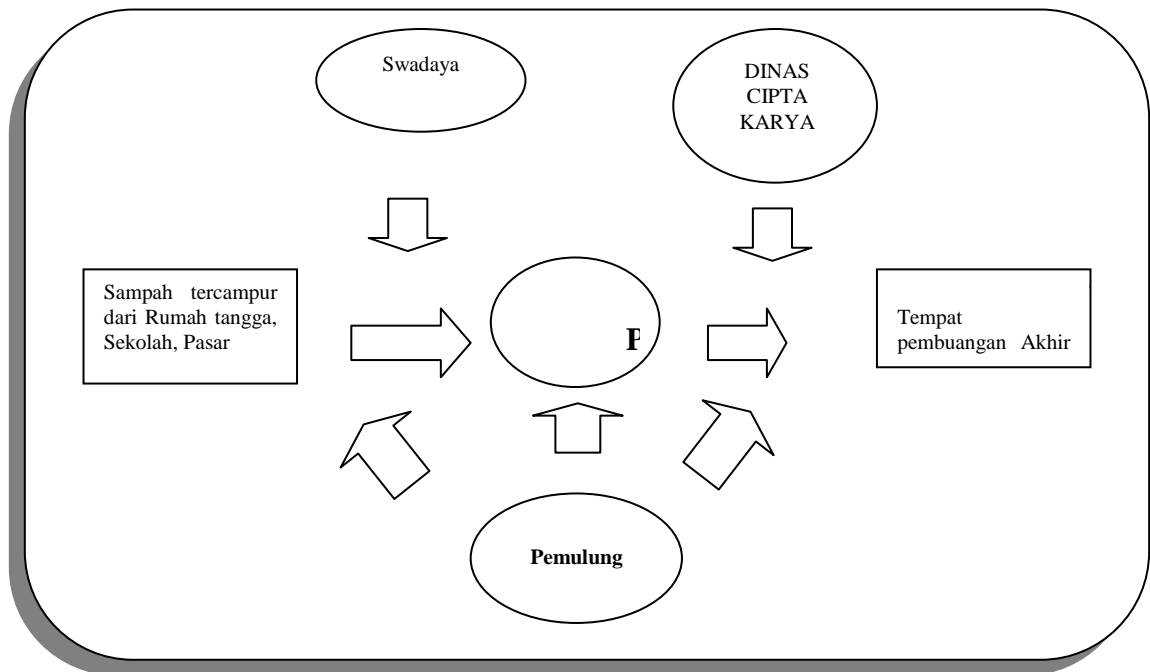 Swadaya
DINAS
CIPTA
KARYA
Sampah tercampur
dari Rumah tangga,
Sekolah, Pasar
Tempat
pembuangan Akhir
Pemulung